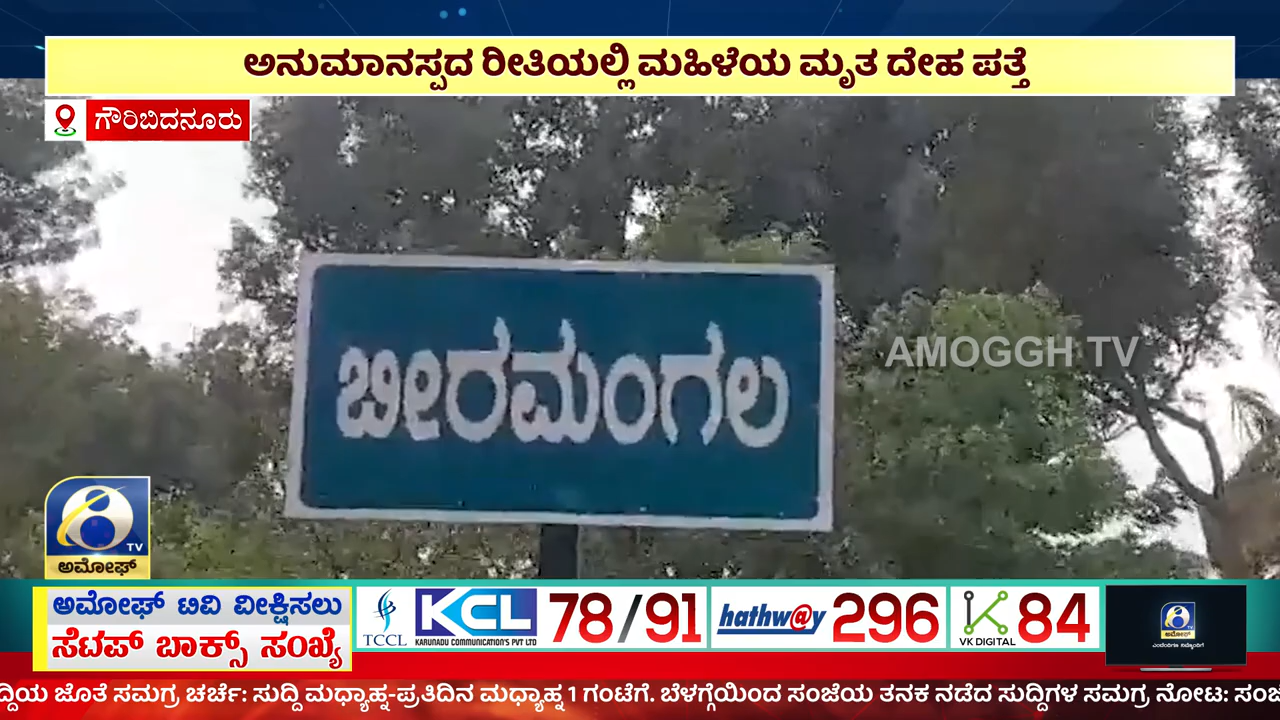 ಅನುಮಾನಸ್ಪದ ರೀತಿಯಲ್ಲಿ ಮಹಿಳೆಯ ಮೃತ ದೇಹ ಪತ್ತೆ
ಗೌರಿಬಿದನೂರು
AMOGGH TV
ಬೀರಮಂಗಲ
TV
ಅಮೋಘ್
ಅಮೋಘ್ ಟಿವಿ ವೀಕ್ಷಿಸಲು
ಸೆಟಪ್ ಬಾಕ್ಸ್ ಸಂಖ್ಯೆ
TCCL
KCL
KARUNADU COMMUNICATION'S PVT LTD
78/91
hathw@y
296
VK DIGITAL
84
ಅಮೋಘ್
ದ್ದಿಯ ಜೊತೆ ಸಮಗ್ರ ಚರ್ಚೆ: ಸುದ್ದಿ ಮಧ್ಯಾಹ್ನ-ಪ್ರತಿದಿನ ಮಧ್ಯಾಹ್ನ 1 ಗಂಟೆಗೆ. ಬೆಳಗ್ಗೆಯಿಂದ ಸಂಜೆಯ ತನಕ ನಡೆದ ಸುದ್ದಿಗಳ ಸಮಗ್ರ ನೋಟ: ಸಂಜ